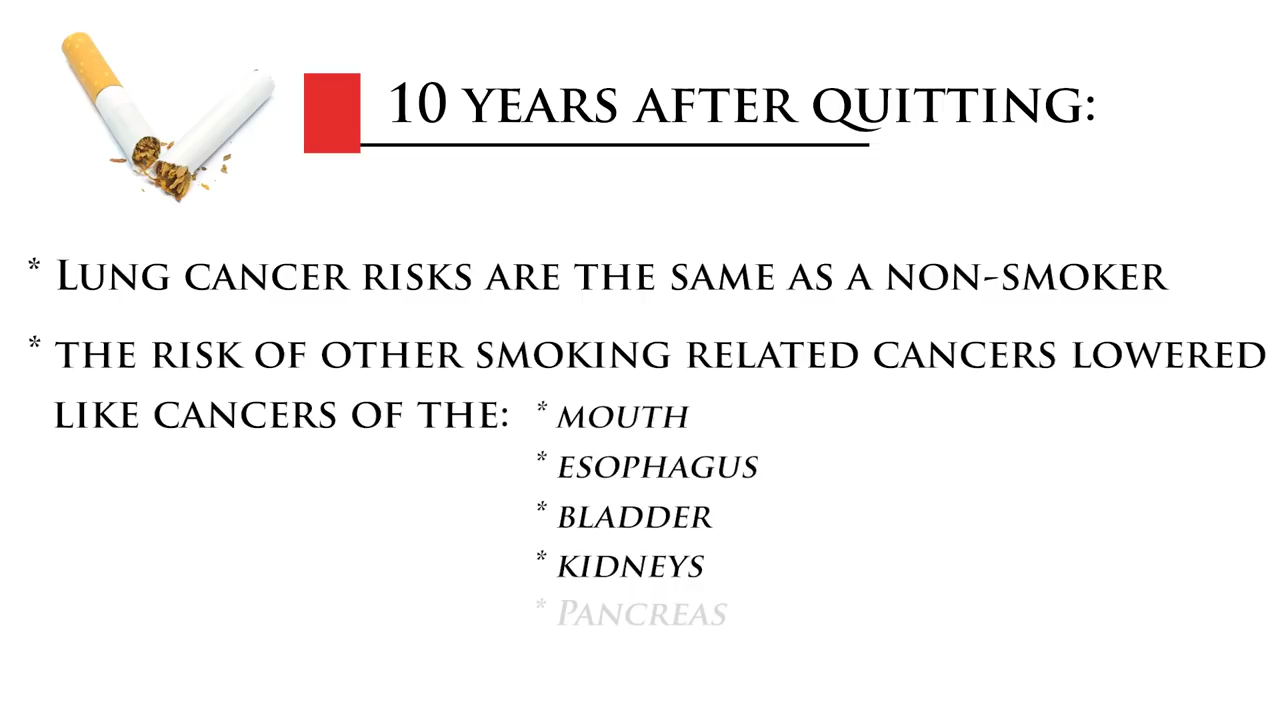 10 YEARS AFTER QUITTING:
* LUNG CANCER RISKS ARE THE SAME AS A NON-SMOKER
* THE RISK OF OTHER SMOKING RELATED CANCERS LOWERED
LIKE CANCERS OF THE: * MOUTH
* ESOPHAGUS
* BLADDER
* KIDNEYS
* PANCREAS